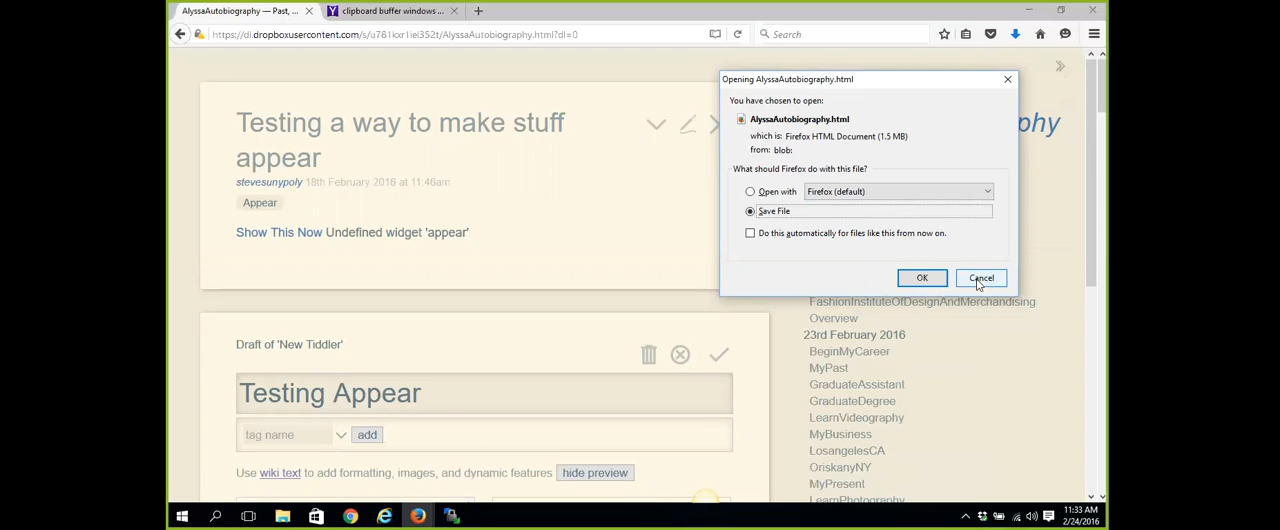 AlyssaAutobiography — Past, ...
clipboard buffer windows ...
https://dl.dropboxusercontent.com/s/u781kxr1iei352t/AlyssaAutobiography.html?dl=0
Search
Testing a way to make stuff
appear
stevesunypoly 18th February 2016 at 11:46am
Appear
Show This Now Undefined widget 'appear'
Opening AlyssaAutobiography.html
You have chosen to open:
AlyssaAutobiography.html
which is: Firefox HTML Document (1.5 MB)
from: blob:
What should Firefox do with this file?
Open with Firefox (default)
Save File
Do this automatically for files like this from now on.
OK Cancel
Draft of 'New Tiddler'
Testing Appear
tag name add
Use wiki text to add formatting, images, and dynamic features hide preview
FashionInstituteOfDesignAndMerchandising
Overview
23rd February 2016
BeginMyCareer
MyPast
GraduateAssistant
GraduateDegree
LearnVideography
MyBusiness
LosangelesCA
OriskanyNY
MyPresent
LearnPhotography
11:33 AM
2/24/2016